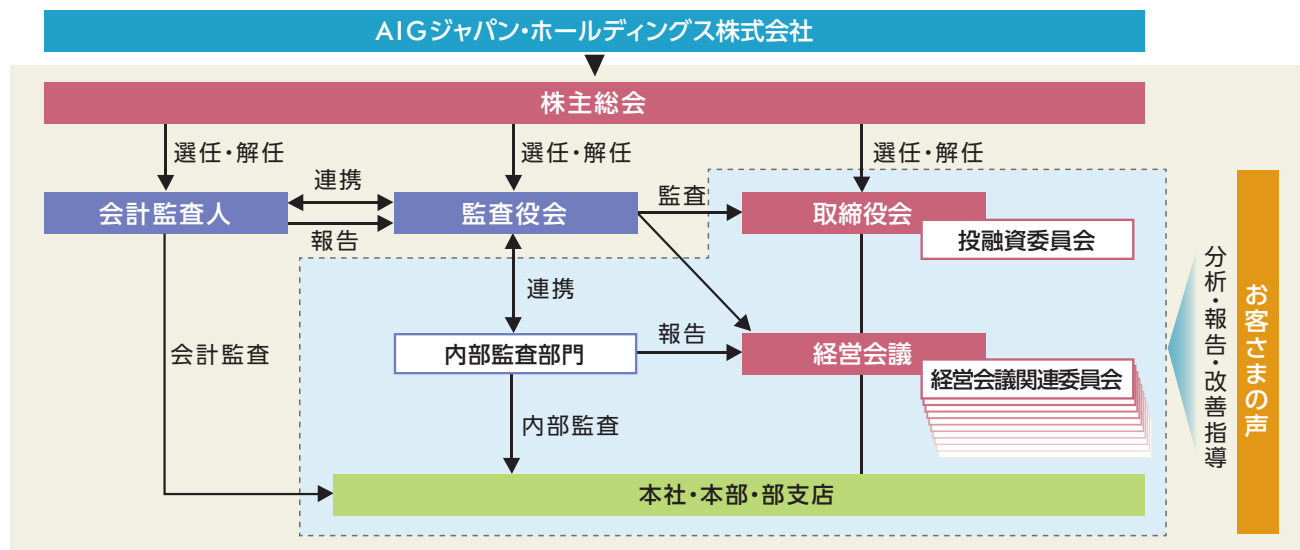 AIGジャパン・ホールディングス株式会社
株主総会
選任・解任
選任・解任
選任・解任
会計監査人
連携
報告
監査役会
監査
取締役会
投融資委員会
連携
会計監査
内部監査部門
報告
経営会議
経営会議関連委員会
内部監査
本社・本部・部支店
分析・報告・改善指導
お客さまの声